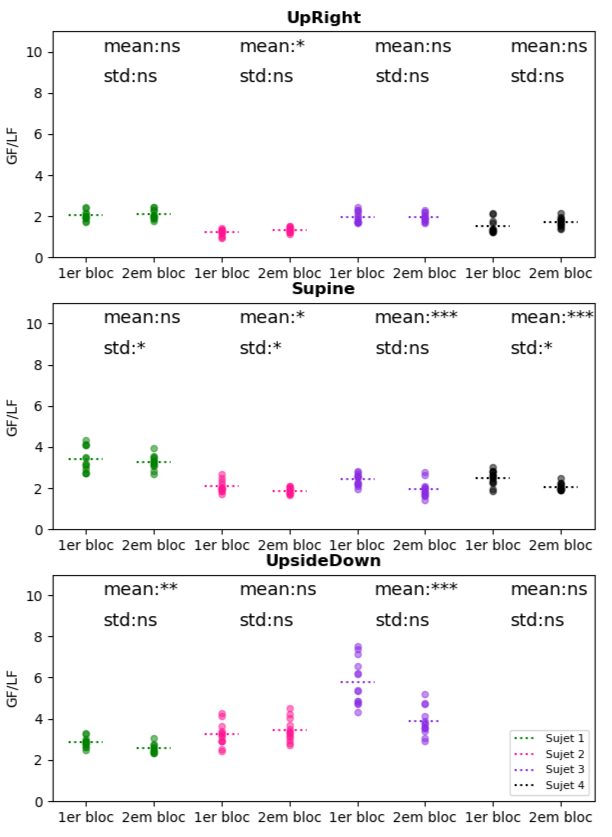 UpRight
mean:ns mean:* mean:ns mean:ns
std:ns std:ns std:ns std:ns
10
8
6
4
2
0
GF/LF
1er bloc 2em bloc 1er bloc 2em bloc 1er bloc 2em bloc 1er bloc 2em bloc
Supine
mean:ns mean:* mean:*** mean:***
std:* std:* std:ns std:*
10
8
6
4
2
0
GF/LF
1er bloc 2em bloc 1er bloc 2em bloc 1er bloc 2em bloc 1er bloc 2em bloc
UpsideDown
mean:** mean:ns mean:*** mean:ns
std:ns std:ns std:ns std:ns
10
8
6
4
2
0
GF/LF
Sujet 1
Sujet 2
Sujet 3
Sujet 4
1er bloc 2em bloc 1er bloc 2em bloc 1er bloc 2em bloc 1er bloc 2em bloc